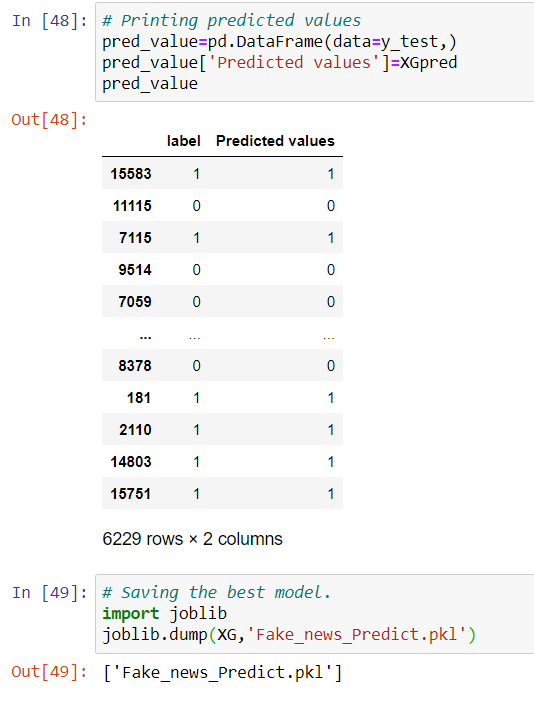 In [48]: # Printing predicted values
pred_value=pd.DataFrame(data=y_test,)
pred_value['Predicted values']=XGpred
pred_value
Out[48]:
label Predicted values
15583 1 1
11115 0 0
7115 1 1
9514 0 0
7059 0 0
... ... ...
8378 0 0
181 1 1
2110 1 1
14803 1 1
15751 1 1
6229 rows × 2 columns
In [49]: # Saving the best model.
import joblib
joblib.dump(XG,'Fake_news_Predict.pkl')
Out[49]: ['Fake_news_Predict.pkl']